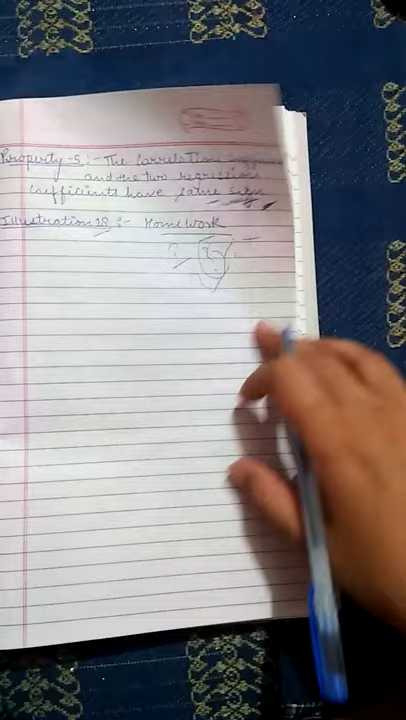 Property-5 :- The Correlation
and the two regression
coefficients have same sign
Illustration 18 :- Home Work